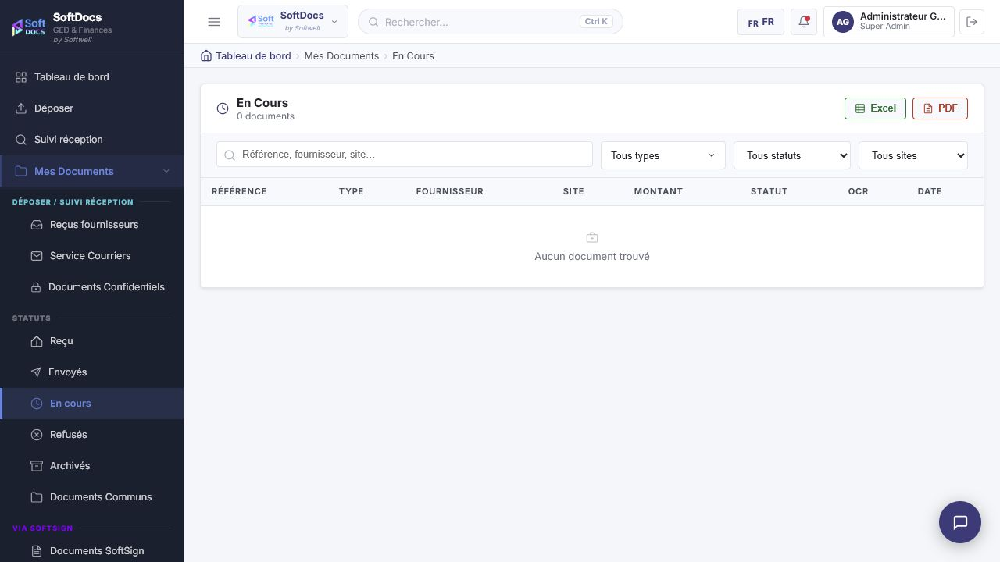 SoftDocs
GED & Finances
by Softwell
Tableau de bord
Déposer
Suivi réception
Mes Documents
DÉPOSER / SUIVI RÉCEPTION
Reçus fournisseurs
Service Courriers
Documents Confidentiels
STATUTS
Reçu
Envoyés
En cours
Refusés
Archivés
Documents Communs
VIA SOFTSIGN
Documents SoftSign
Soft DOCS
SoftDocs
by Softwell
Rechercher...
Ctrl K
FR FR
AG
Administrateur G...
Super Admin
Tableau de bord > Mes Documents > En Cours
En Cours
0 documents
Excel
PDF
Référence, fournisseur, site...
Tous types
Tous statuts
Tous sites
RÉFÉRENCE TYPE FOURNISSEUR SITE MONTANT STATUT OCR DATE
Aucun document trouvé